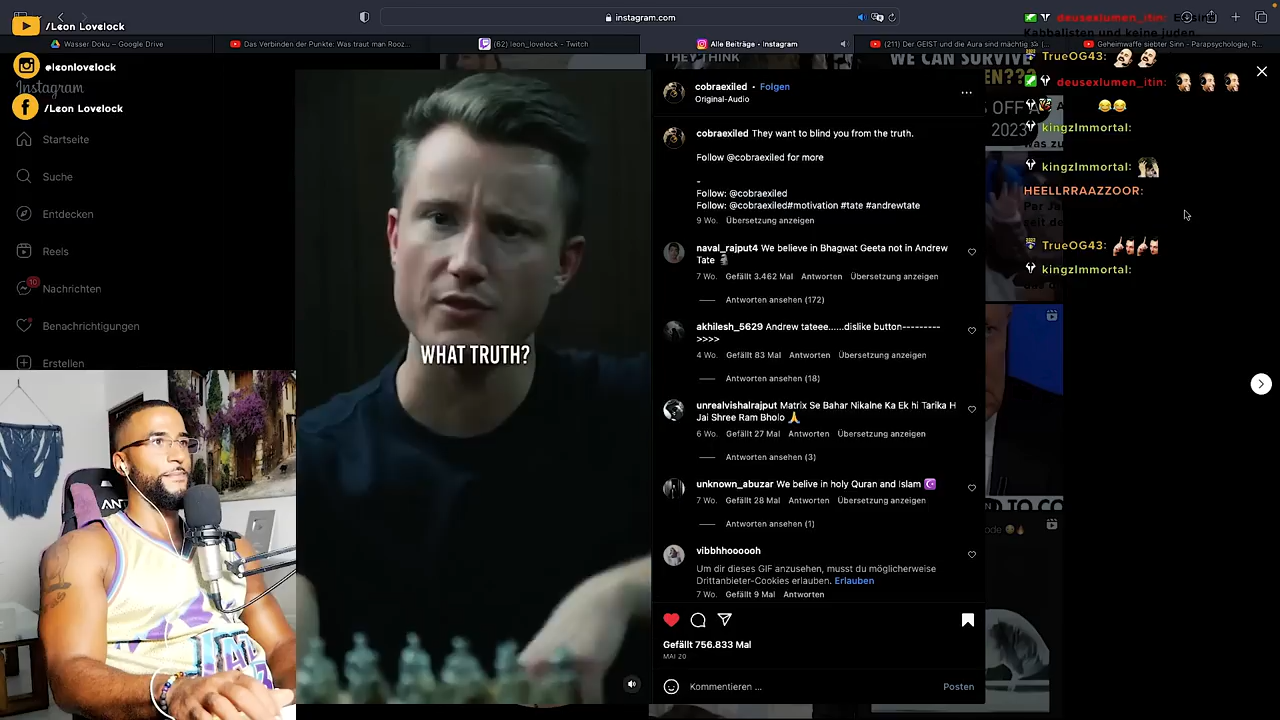 /Leon Lovelock
@leonlovelock
/Leon Lovelock
instagram.com
Wasser Doku – Google Drive
Das Verbinden der Punkte: Was traut man Rooz...
(62) leon_lovelock - Twitch
Alle Beiträge • Instagram
(211) Der GEIST und die Aura sind mächtig
Geheimwaffe siebter Sinn - Parapsychologie, R...
Instagram
Startseite
Suche
Entdecken
Reels
10
Nachrichten
Benachrichtigungen
Erstellen
THEY THINK
WE CAN SURVIVE
2023
WHAT TRUTH?
cobraexiled • Folgen
Original-Audio
cobraexiled They want to blind you from the truth.
Follow @cobraexiled for more
-
Follow: @cobraexiled
Follow: @cobraexiled#motivation #tate #andrewtate
9 Wo. Übersetzung anzeigen
naval_rajput4 We believe in Bhagwat Geeta not in Andrew
Tate 🗿
7 Wo. Gefällt 3.462 Mal Antworten Übersetzung anzeigen
Antworten ansehen (172)
akhilesh_5629 Andrew tateee......dislike button---------
>>>>
4 Wo. Gefällt 83 Mal Antworten Übersetzung anzeigen
Antworten ansehen (18)
unrealvishalrajput Matrix Se Bahar Nikalne Ka Ek hi Tarika H
Jai Shree Ram Bholo 🙏
6 Wo. Gefällt 27 Mal Antworten Übersetzung anzeigen
Antworten ansehen (3)
unknown_abuzar We belive in holy Quran and Islam ☪️
7 Wo. Gefällt 28 Mal Antworten Übersetzung anzeigen
Antworten ansehen (1)
vibbhhoooooh
Um dir dieses GIF anzusehen, musst du möglicherweise
Drittanbieter-Cookies erlauben. Erlauben
7 Wo. Gefällt 9 Mal Antworten
Gefällt 756.833 Mal
MAI 20
Kommentieren ...
Posten
deusexlumen_itin:
Kabbalisten und keine juden
TrueOG43:
deusexlumen_itin:
😂😂
kingzImmortal:
kingzImmortal:
HEELLRRAAZZOOR:
TrueOG43:
kingzImmortal: